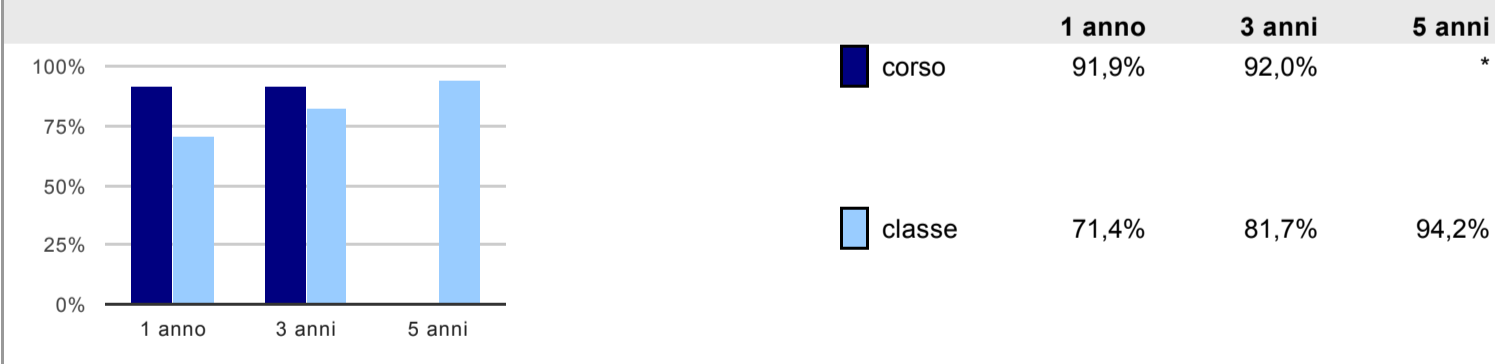 1 anno 3 anni 5 anni
100%
75%
50%
25%
0%
1 anno 3 anni 5 anni
corso 91,9% 92,0% *
classe 71,4% 81,7% 94,2%